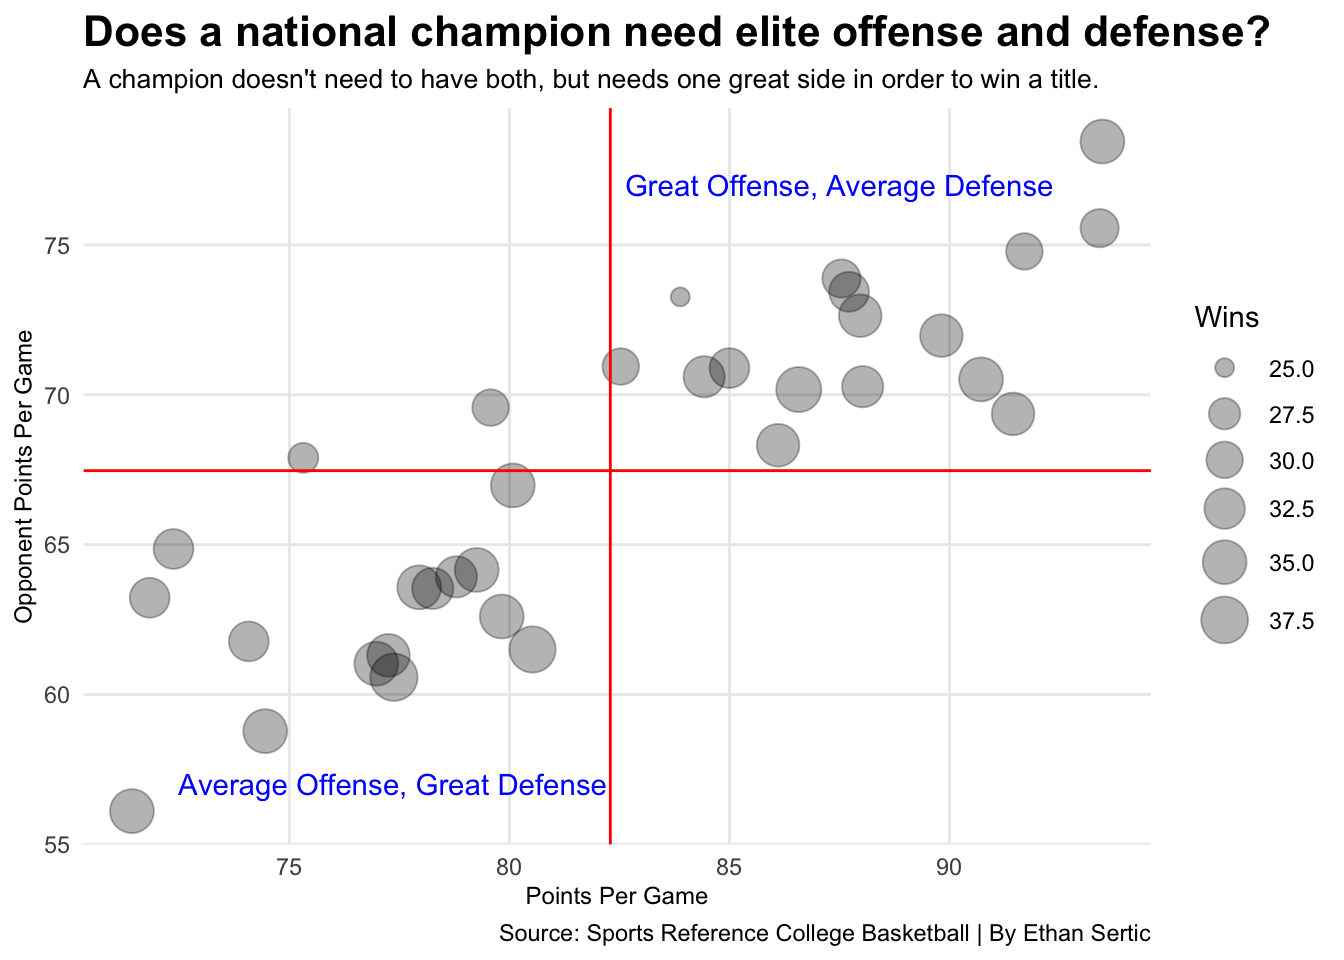 Does a national champion need elite offense and defense?
A champion doesn't need to have both, but needs one great side in order to win a title.
Great Offense, Average Defense
Average Offense, Great Defense
Opponent Points Per Game
75
70
65
60
55
75
80
85
90
Points Per Game
Wins
25.0
27.5
30.0
32.5
35.0
37.5
Source: Sports Reference College Basketball | By Ethan Sertic